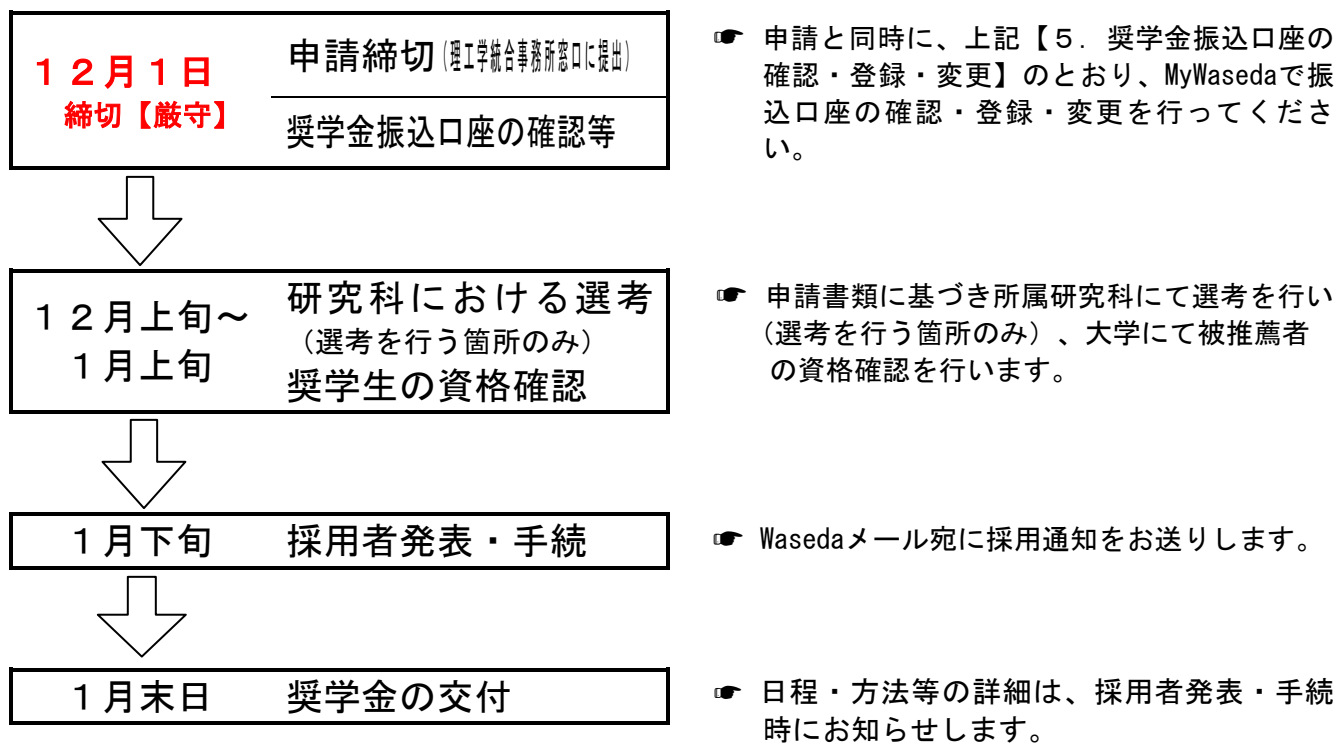 １２月１日
締切【厳守】
申請締切(理工学統合事務所窓口に提出)
奨学金振込口座の確認等
☛ 申請と同時に、上記【５．奨学金振込口座の
確認・登録・変更】のとおり、MyWasedaで振
込口座の確認・登録・変更を行ってくださ
い。
１２月上旬～
１月上旬
研究科における選考
（選考を行う箇所のみ）
奨学生の資格確認
☛ 申請書類に基づき所属研究科にて選考を行い
（選考を行う箇所のみ）、大学にて被推薦者
の資格確認を行います。
１月下旬 採用者発表・手続
☛ Wasedaメール宛に採用通知をお送りします。
１月末日 奨学金の交付
☛ 日程・方法等の詳細は、採用者発表・手続
時にお知らせします。